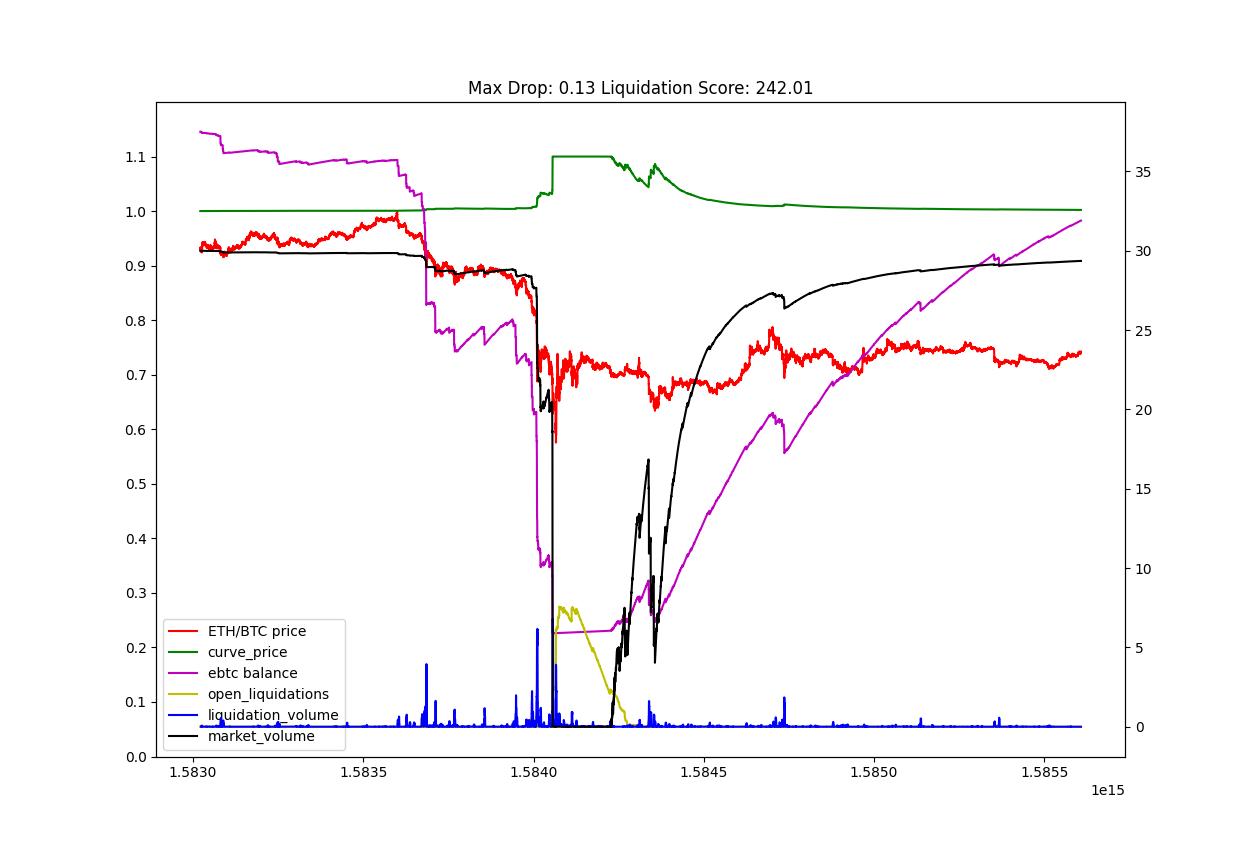 Max Drop: 0.13 Liquidation Score: 242.01
1.1
1.0
0.9
0.8
0.7
0.6
0.5
0.4
0.3
0.2
0.1
0.0
35
30
25
20
15
10
5
0
ETH/BTC price
curve_price
ebtc balance
open_liquidations
liquidation_volume
market_volume
1.5830 1.5835 1.5840 1.5845 1.5850 1.5855
1e15